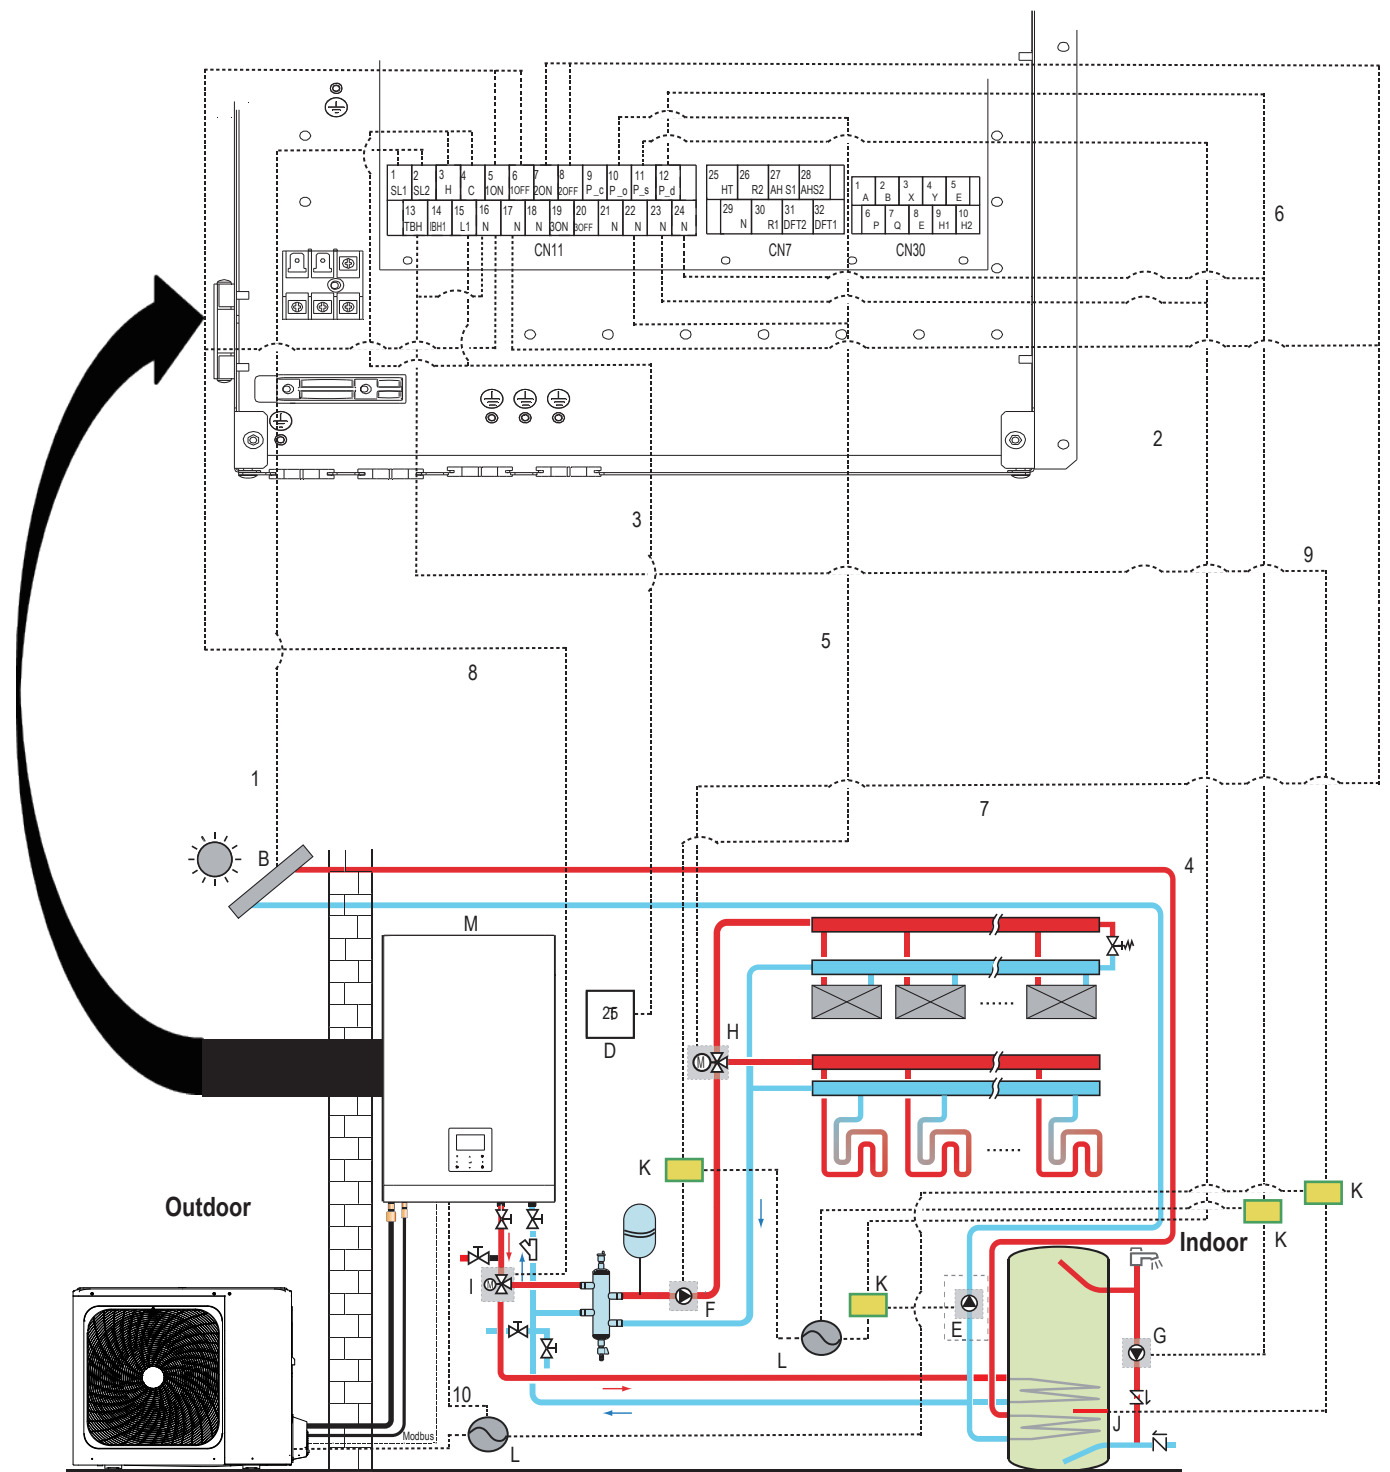 1 2 3 4 5 6 7 8 9 10 11 12
SL1 SL2 H C 1ON 1OFF 2ON 2OFF P_c P_o P_s P_d
13 14 15 16 17 18 19 20 21 22 23 24
TBH IBH1 L1 N N N 3ON 3OFF N N N N
CN11
25 26 27 28
HT R2 AH S1 AHS2
29 30 31 32
N R1 DFT2 DFT1
CN7
1 2 3 4 5
A B X Y E
6 7 8 9 10
P Q E H1 H2
CN30
6
2
3
9
5
8
1
7
B
4
M
25
D
H
M
K
K
Outdoor
K
Indoor
I
M
F
K
E
G
L
10
J
Modbus
L